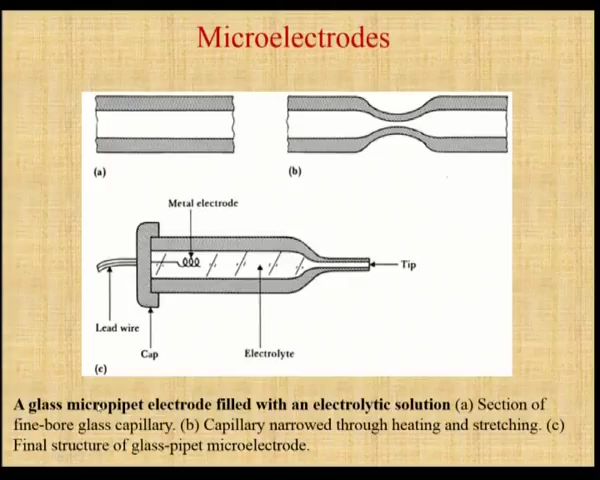 Microelectrodes
(a)
(b)
Metal electrode
Tip
Lead wire
Cap
Electrolyte
(c)
A glass micropipet electrode filled with an electrolytic solution (a) Section of
fine-bore glass capillary. (b) Capillary narrowed through heating and stretching. (c)
Final structure of glass-pipet microelectrode.